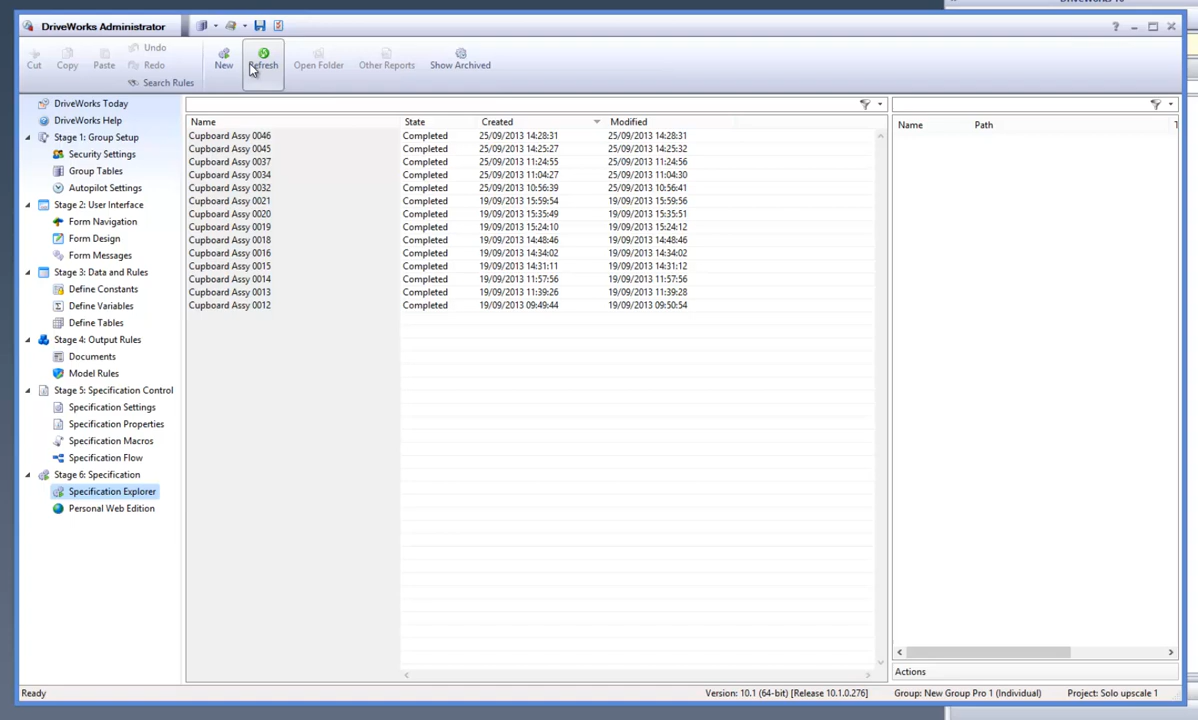 DriveWorks Administrator
Cut
Copy
Paste
Undo
Redo
Search Rules
New
Refresh
Open Folder
Other Reports
Show Archived
DriveWorks Today
DriveWorks Help
Stage 1: Group Setup
Security Settings
Group Tables
Autopilot Settings
Stage 2: User Interface
Form Navigation
Form Design
Form Messages
Stage 3: Data and Rules
Define Constants
Define Variables
Define Tables
Stage 4: Output Rules
Documents
Model Rules
Stage 5: Specification Control
Specification Settings
Specification Properties
Specification Macros
Specification Flow
Stage 6: Specification
Specification Explorer
Personal Web Edition
Name State Created Modified
Cupboard Assy 0046 Completed 25/09/2013 14:28:31 25/09/2013 14:28:31
Cupboard Assy 0045 Completed 25/09/2013 14:25:27 25/09/2013 14:25:32
Cupboard Assy 0037 Completed 25/09/2013 11:24:55 25/09/2013 11:24:56
Cupboard Assy 0034 Completed 25/09/2013 11:04:27 25/09/2013 11:04:30
Cupboard Assy 0032 Completed 25/09/2013 10:56:39 25/09/2013 10:56:41
Cupboard Assy 0021 Completed 19/09/2013 15:59:54 19/09/2013 15:59:56
Cupboard Assy 0020 Completed 19/09/2013 15:35:49 19/09/2013 15:35:51
Cupboard Assy 0019 Completed 19/09/2013 15:24:10 19/09/2013 15:24:12
Cupboard Assy 0018 Completed 19/09/2013 14:48:46 19/09/2013 14:48:46
Cupboard Assy 0016 Completed 19/09/2013 14:34:02 19/09/2013 14:34:02
Cupboard Assy 0015 Completed 19/09/2013 14:31:11 19/09/2013 14:31:12
Cupboard Assy 0014 Completed 19/09/2013 11:57:56 19/09/2013 11:57:56
Cupboard Assy 0013 Completed 19/09/2013 11:39:26 19/09/2013 11:39:28
Cupboard Assy 0012 Completed 19/09/2013 09:49:44 19/09/2013 09:50:54
Name Path
Actions
Ready
Version: 10.1 (64-bit) [Release 10.1.0.276]
Group: New Group Pro 1 (Individual)
Project: Solo upscale 1